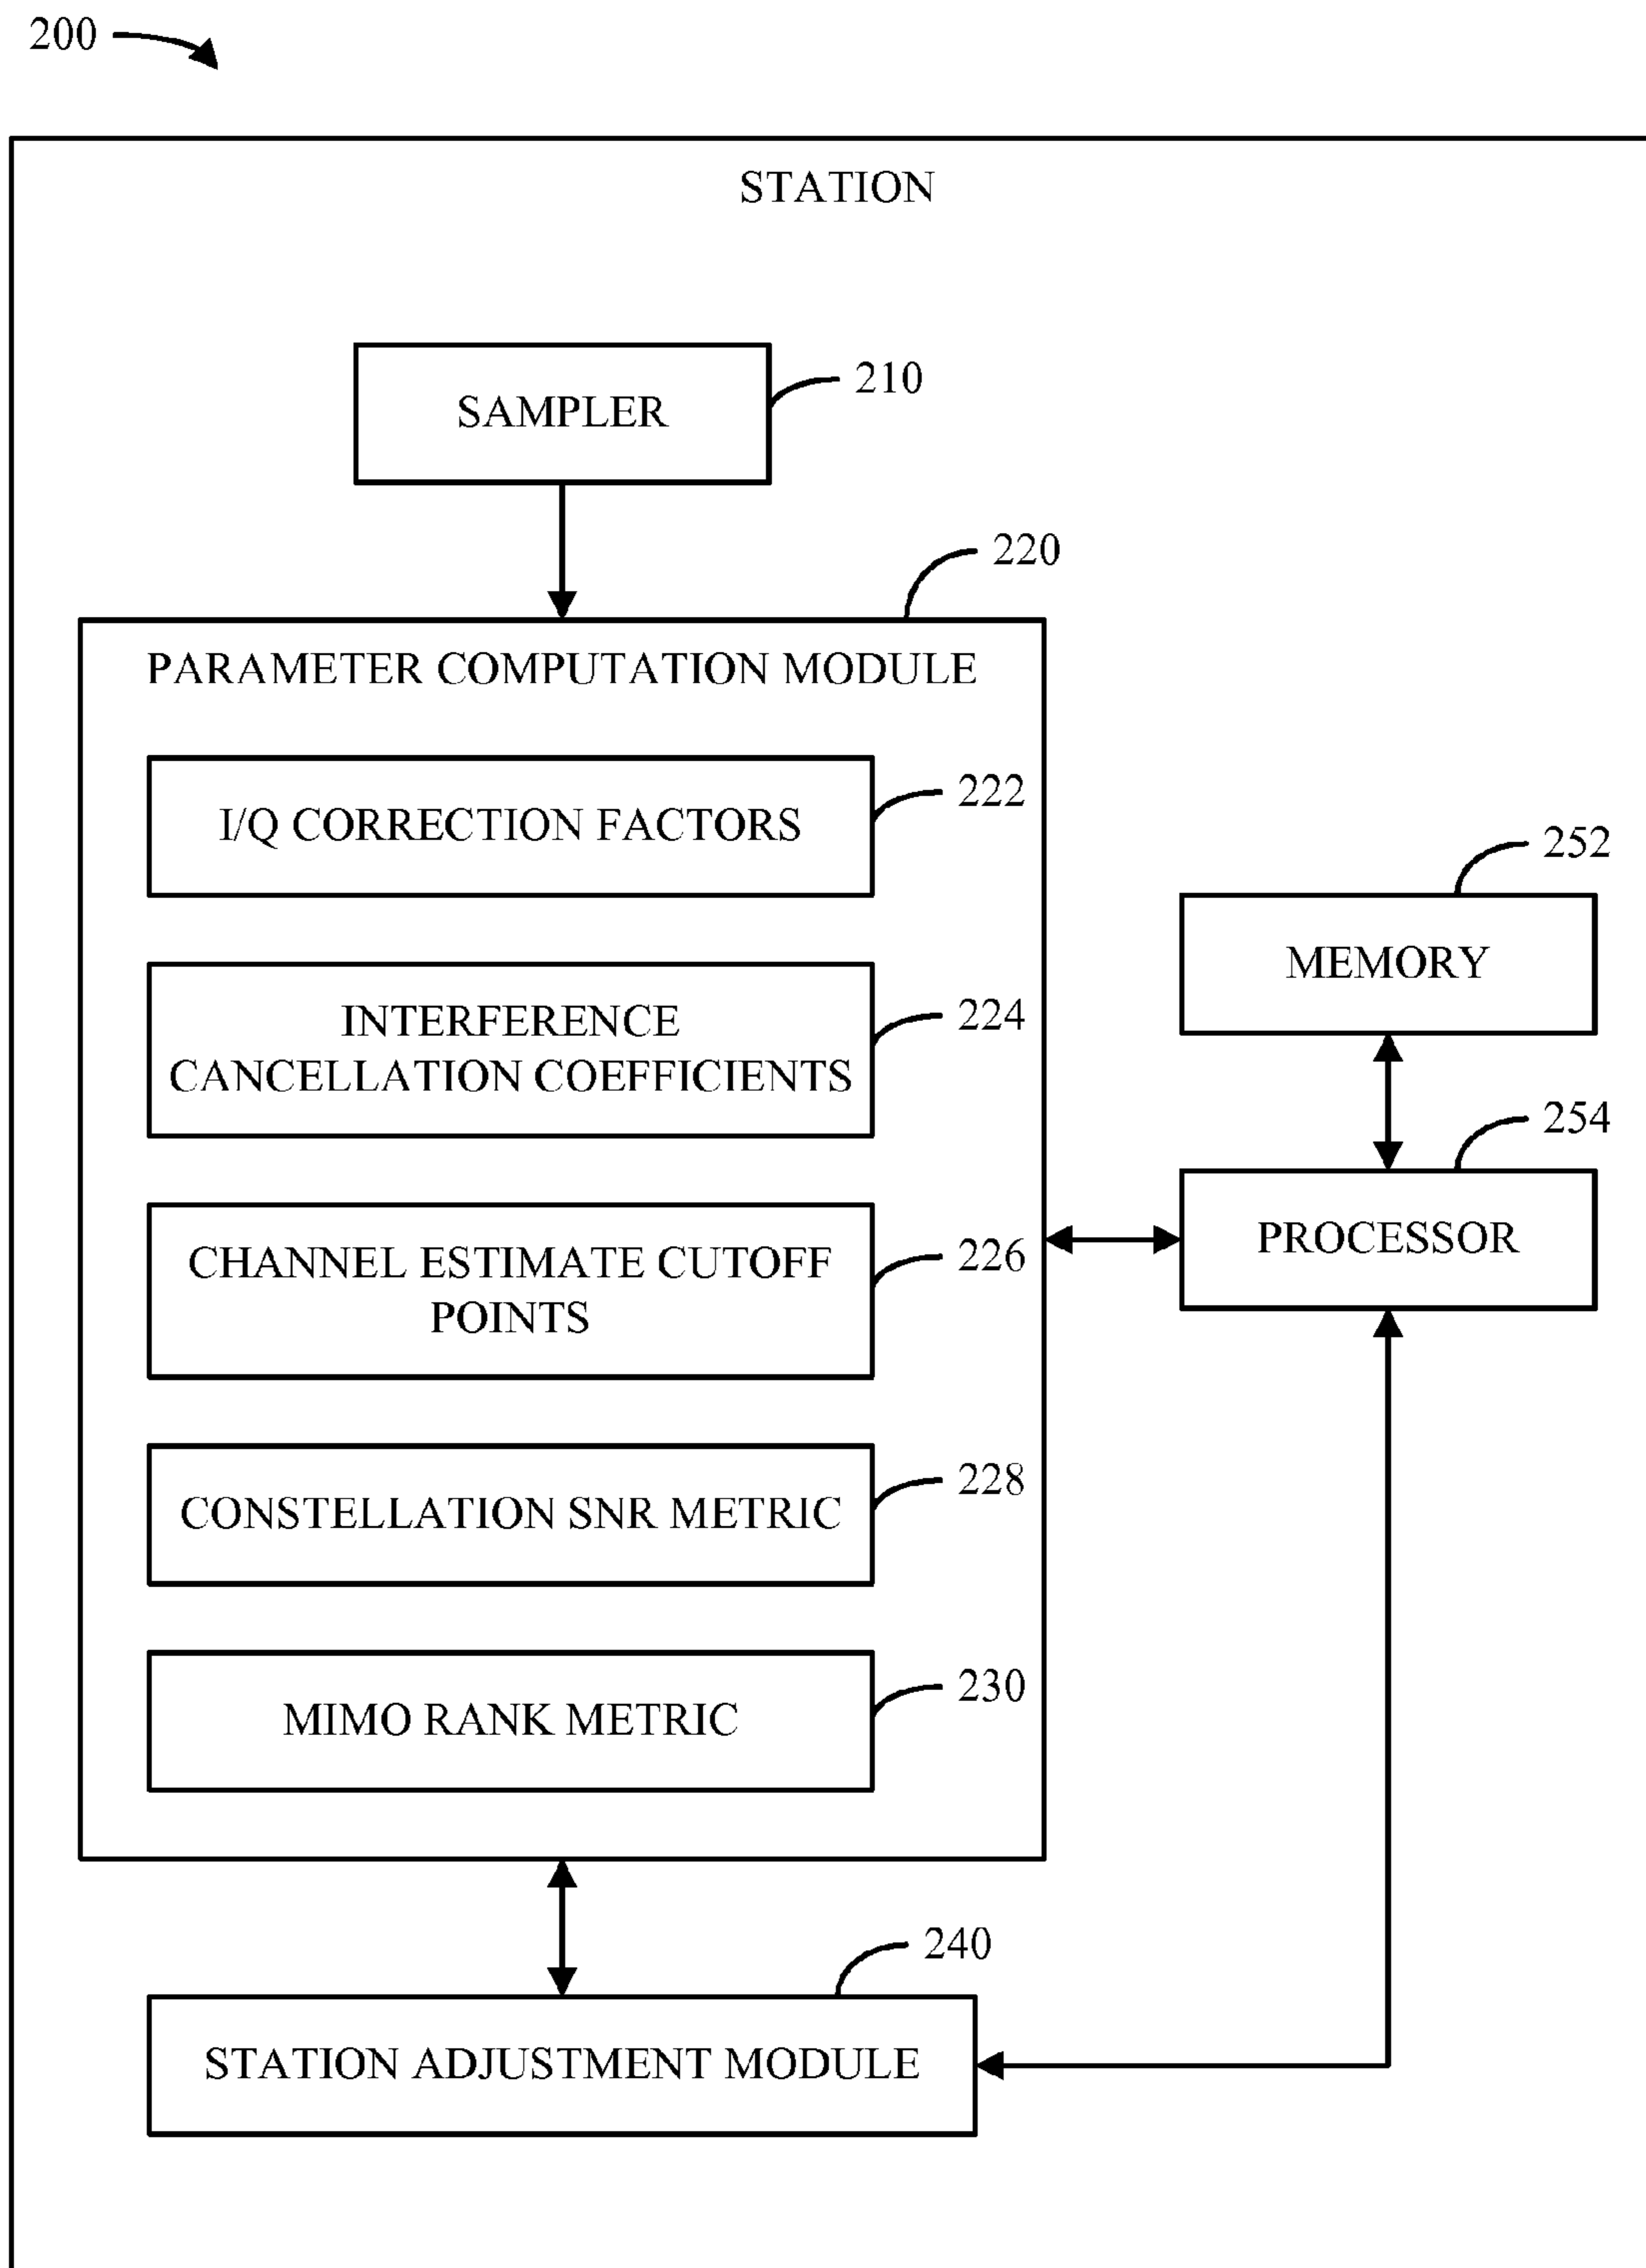 200
STATION
SAMPLER
210
220
PARAMETER COMPUTATION MODULE
I/Q CORRECTION FACTORS
222
INTERFERENCE
CANCELLATION COEFFICIENTS
224
CHANNEL ESTIMATE CUTOFF
POINTS
226
CONSTELLATION SNR METRIC
228
MIMO RANK METRIC
230
252
MEMORY
254
PROCESSOR
240
STATION ADJUSTMENT MODULE